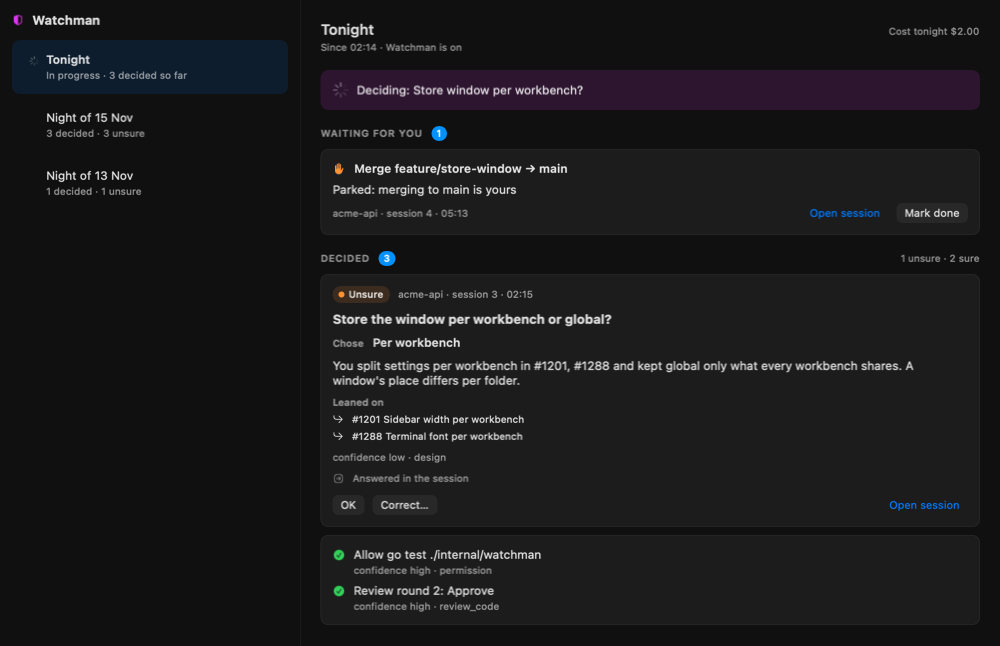 Watchman
Tonight
In progress · 3 decided so far
Night of 15 Nov
3 decided · 3 unsure
Night of 13 Nov
1 decided · 1 unsure
Tonight
Since 02:14 · Watchman is on
Cost tonight $2.00
Deciding: Store window per workbench?
WAITING FOR YOU 1
Merge feature/store-window → main
Parked: merging to main is yours
acme-api · session 4 · 05:13
Open session
Mark done
DECIDED 3
1 unsure · 2 sure
Unsure acme-api · session 3 · 02:15
Store the window per workbench or global?
Chose Per workbench
You split settings per workbench in #1201, #1288 and kept global only what every workbench shares. A
window's place differs per folder.
Leaned on
#1201 Sidebar width per workbench
#1288 Terminal font per workbench
confidence low · design
Answered in the session
OK
Correct...
Open session
Allow go test ./internal/watchman
confidence high · permission
Review round 2: Approve
confidence high · review_code